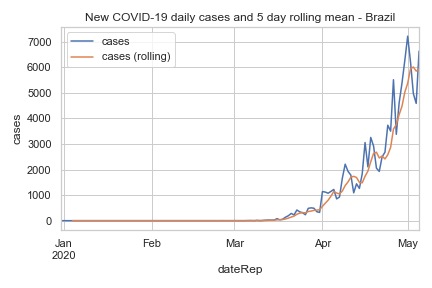 New COVID-19 daily cases and 5 day rolling mean - Brazil
cases
cases (rolling)
7000
6000
5000
4000
3000
2000
1000
0
cases
Jan
2020
Feb
Mar
Apr
May
dateRep